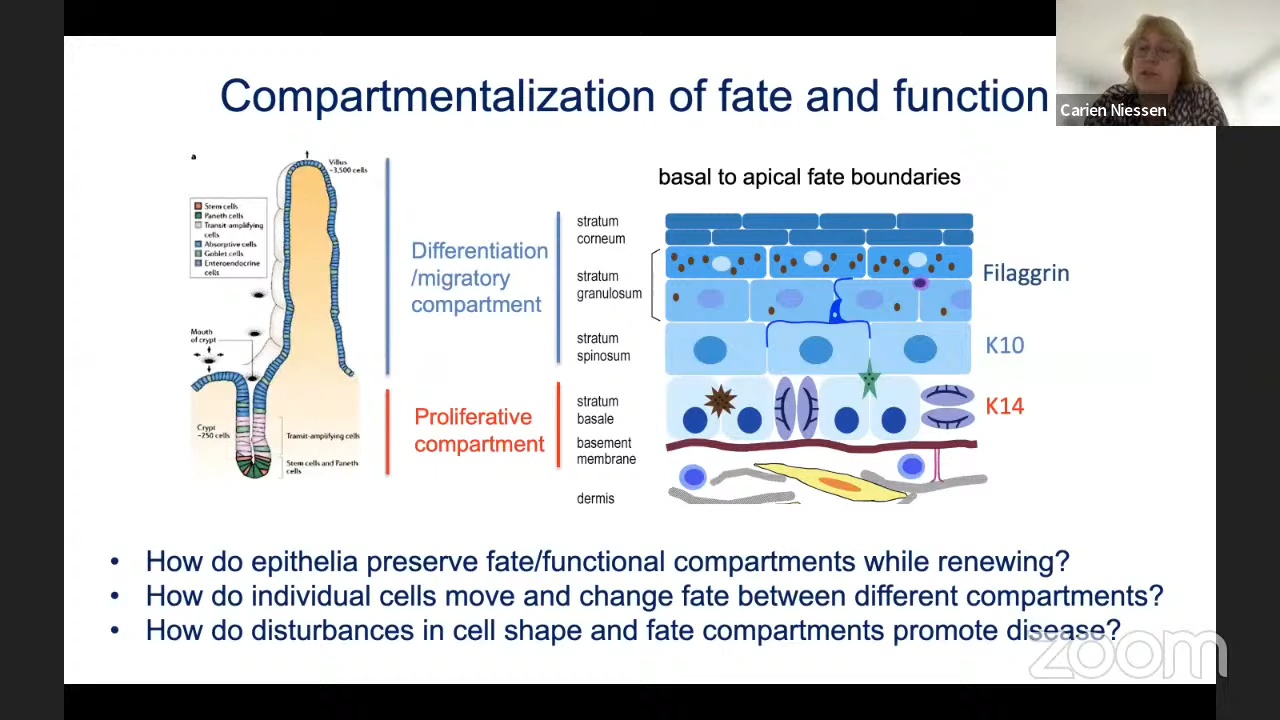 Compartmentalization of fate and function
Carien Niessen
a
Villus
~3,500 cells
Stem cells
Paneth cells
Transit-amplifying
cells
Absorptive cells
Goblet cells
Enteroendocrine
cells
Mouth
of crypt
Crypt
~250 cells
Transit-amplifying cells
Stem cells and Paneth
cells
Differentiation
/migratory
compartment
Proliferative
compartment
basal to apical fate boundaries
stratum
corneum
stratum
granulosum
stratum
spinosum
stratum
basale
basement
membrane
dermis
Filaggrin
K10
K14
• How do epithelia preserve fate/functional compartments while renewing?
• How do individual cells move and change fate between different compartments?
• How do disturbances in cell shape and fate compartments promote disease?
zoom